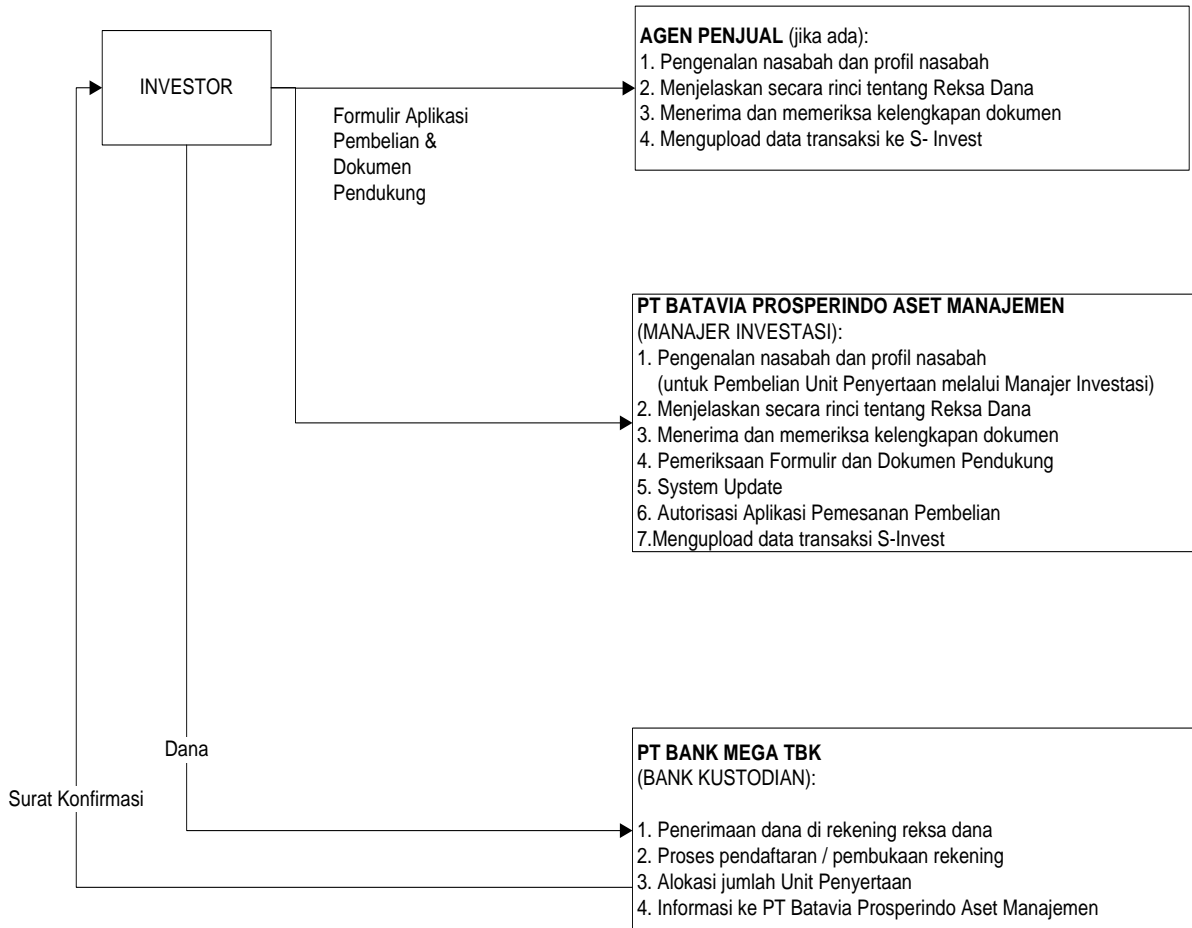 INVESTOR
Formulir Aplikasi
Pembelian &
Dokumen
Pendukung
AGEN PENJUAL (jika ada):
1. Pengenalan nasabah dan profil nasabah
2. Menjelaskan secara rinci tentang Reksa Dana
3. Menerima dan memeriksa kelengkapan dokumen
4. Mengupload data transaksi ke S- Invest
PT BATAVIA PROSPERINDO ASET MANAJEMEN
(MANAJER INVESTASI):
1. Pengenalan nasabah dan profil nasabah
(untuk Pembelian Unit Penyertaan melalui Manajer Investasi)
2. Menjelaskan secara rinci tentang Reksa Dana
3. Menerima dan memeriksa kelengkapan dokumen
4. Pemeriksaan Formulir dan Dokumen Pendukung
5. System Update
6. Autorisasi Aplikasi Pemesanan Pembelian
7.Mengupload data transaksi S-Invest
Dana
Surat Konfirmasi
PT BANK MEGA TBK
(BANK KUSTODIAN):
1. Penerimaan dana di rekening reksa dana
2. Proses pendaftaran / pembukaan rekening
3. Alokasi jumlah Unit Penyertaan
4. Informasi ke PT Batavia Prosperindo Aset Manajemen